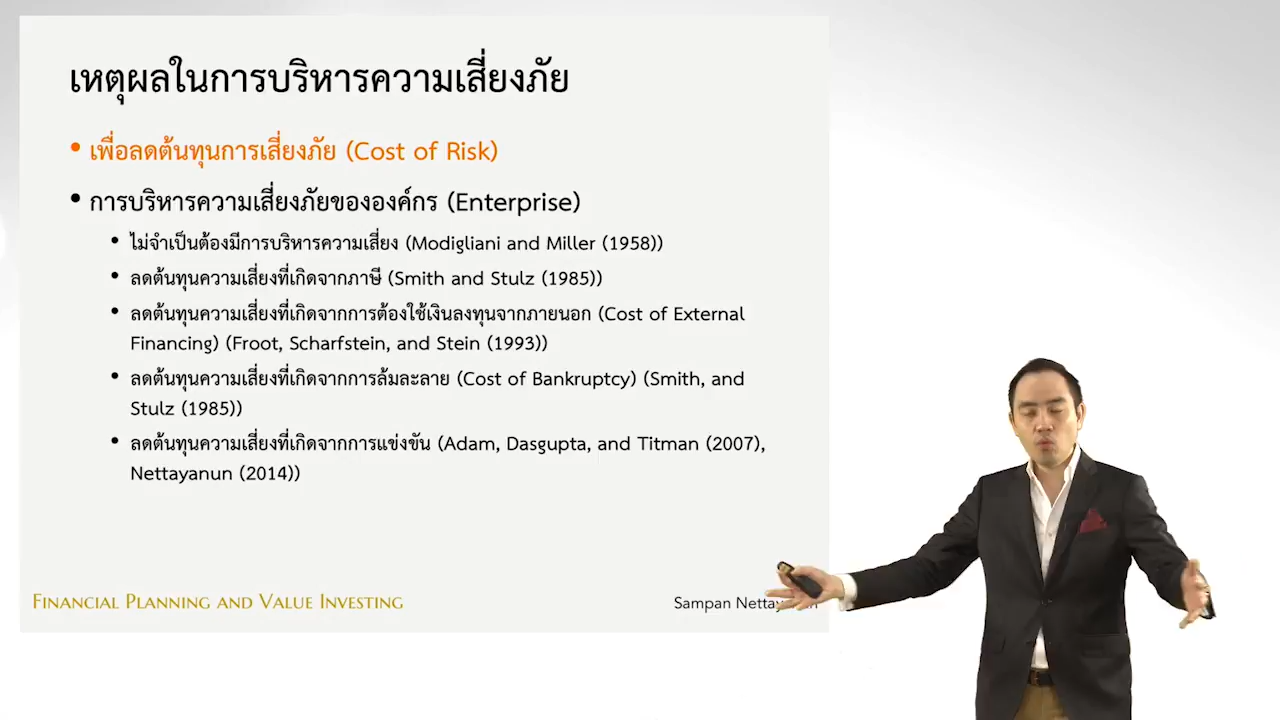 เหตุผลในการบริหารความเสี่ยงภัย
• เพื่อลดต้นทุนการเสี่ยงภัย (Cost of Risk)
• การบริหารความเสี่ยงภัยขององค์กร (Enterprise)
• ไม่จำเป็นต้องมีการบริหารความเสี่ยง (Modigliani and Miller (1958))
• ลดต้นทุนความเสี่ยงที่เกิดจากภาษี (Smith and Stulz (1985))
• ลดต้นทุนความเสี่ยงที่เกิดจากการต้องใช้เงินลงทุนจากภายนอก (Cost of External
Financing) (Froot, Scharfstein, and Stein (1993))
• ลดต้นทุนความเสี่ยงที่เกิดจากการล้มละลาย (Cost of Bankruptcy) (Smith, and
Stulz (1985))
• ลดต้นทุนความเสี่ยงที่เกิดจากการแข่งขัน (Adam, Dasgupta, and Titman (2007),
Nettayanun (2014))
Financial Planning and Value Investing
Sampan